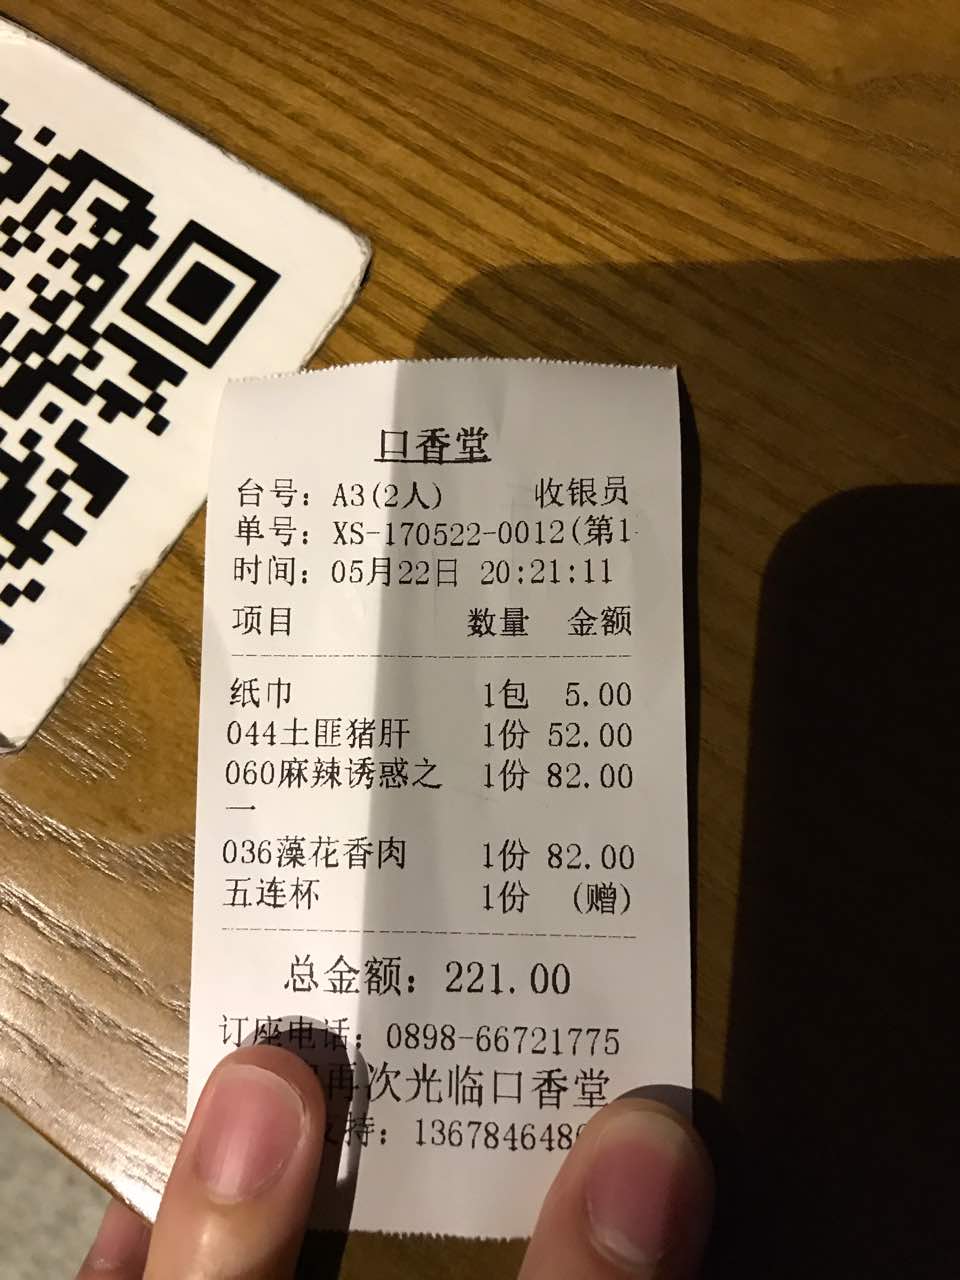 口香堂
台号：A3(2人) 收银员
单号：XS-170522-0012(第1
时间：05月22日 20:21:11
项目 数量 金额
纸巾 1包 5.00
044土匪猪肝 1份 52.00
060麻辣诱惑之 1份 82.00
一
036藻花香肉 1份 82.00
五连杯 1份 (赠)
总金额：221.00
订座电话：0898-66721775
再次光临口香堂
持：1367846486